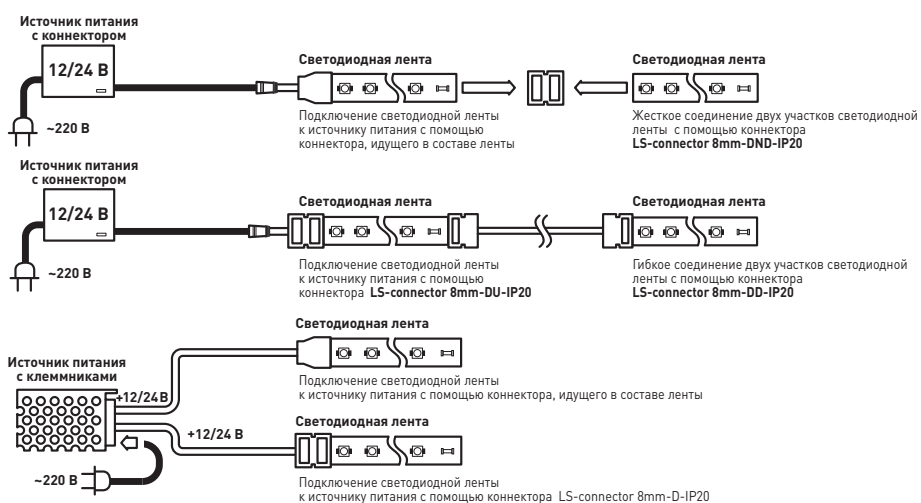 Источник питания
с коннектором
12/24 В
~220 В
Светодиодная лента
Подключение светодиодной ленты
к источнику питания с помощью
коннектора, идущего в составе ленты
Светодиодная лента
Жесткое соединение двух участков светодиодной
ленты с помощью коннектора
LS-connector 8mm-DND-IP20
Источник питания
с коннектором
12/24 В
~220 В
Светодиодная лента
Подключение светодиодной ленты
к источнику питания с помощью
коннектора LS-connector 8mm-DU-IP20
Светодиодная лента
Гибкое соединение двух участков светодиодной
ленты с помощью коннектора
LS-connector 8mm-DD-IP20
Источник питания
с клеммниками
+12/24В
+12/24 В
~220 В
Светодиодная лента
Подключение светодиодной ленты
к источнику питания с помощью коннектора, идущего в составе ленты
Светодиодная лента
Подключение светодиодной ленты
к источнику питания с помощью коннектора LS-connector 8mm-D-IP20